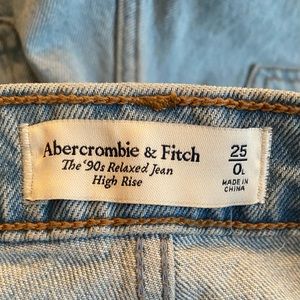 Abercrombie & Fitch
The '90s Relaxed Jean
High Rise
25
0L
MADE IN
CHINA